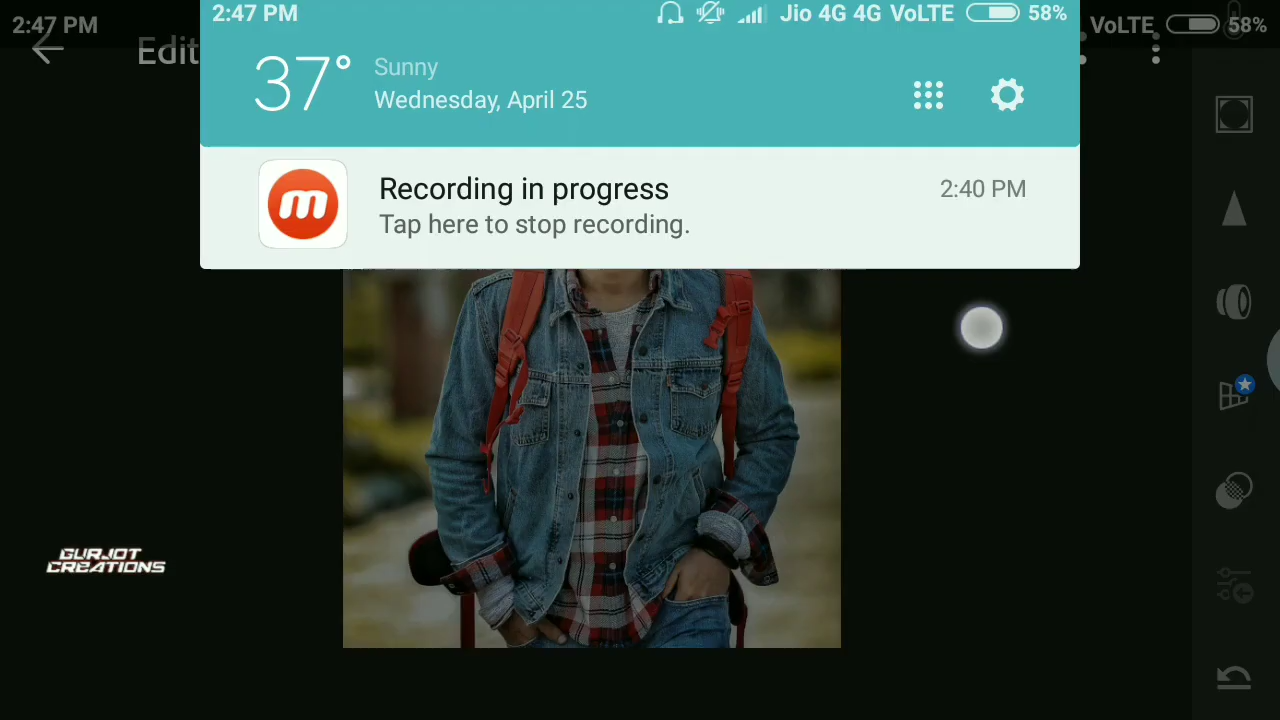 2:47 PM
2:47 PM Jio 4G 4G VoLTE 58%
VoLTE 58%
Edit
37° Sunny
Wednesday, April 25
m
Recording in progress 2:40 PM
Tap here to stop recording.
GURJOT
CREATIONS